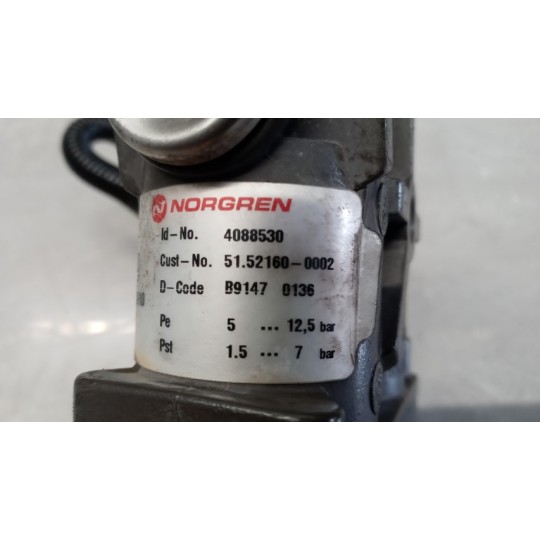 NORGREN
Id-No. 4088530
Cust-No. 51.52160-0002
D-Code B9147 0136
Pe 5 ... 12,5 bar
Pst 1.5 ... 7 bar